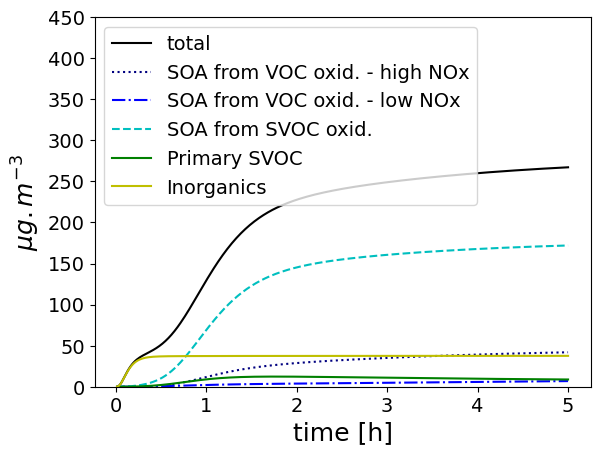 450
400
350
300
250
200
150
100
50
0
μg.m⁻³
total
SOA from VOC oxid. - high NOx
SOA from VOC oxid. - low NOx
SOA from SVOC oxid.
Primary SVOC
Inorganics
0 1 2 3 4 5
time [h]